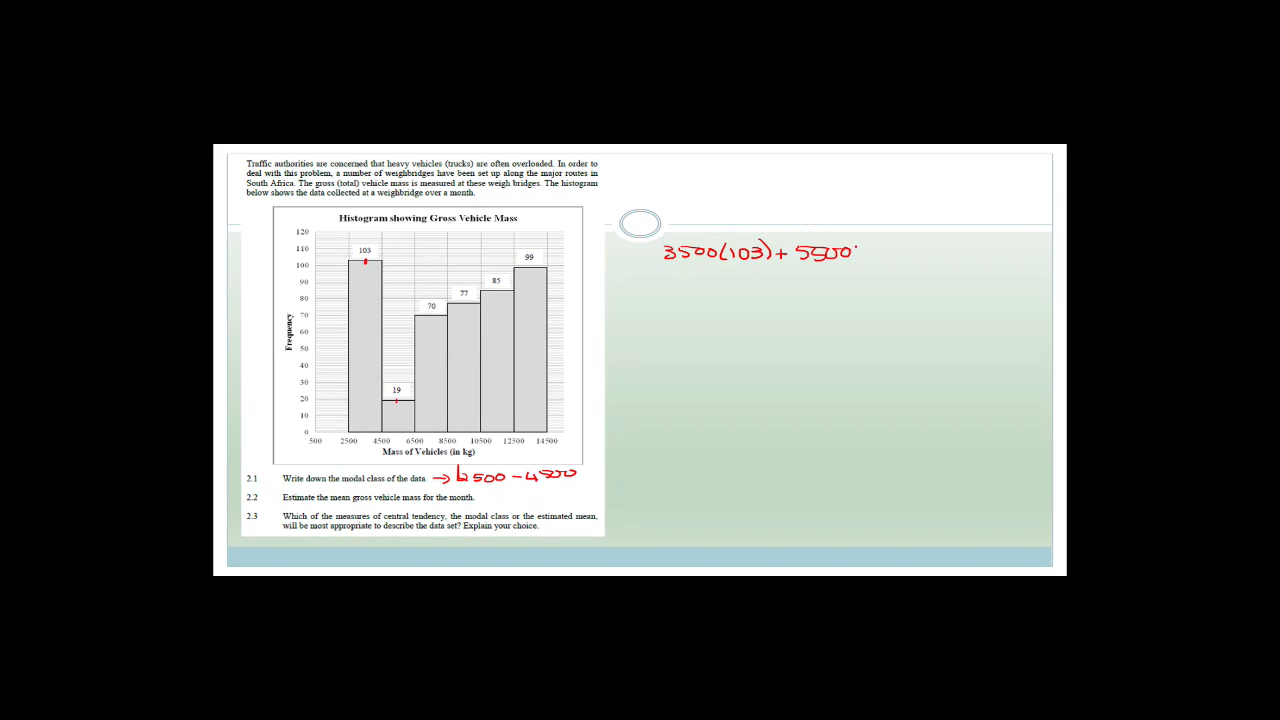 Traffic authorities are concerned that heavy vehicles (trucks) are often overloaded. In order to
deal with this problem, a number of weighbridges have been set up along the major routes in
South Africa. The gross (total) vehicle mass is measured at these weigh bridges. The histogram
below shows the data collected at a weighbridge over a month.
Histogram showing Gross Vehicle Mass
120
110
100
90
80
70
60
50
40
30
20
10
0
Frequency
103
19
70
77
85
99
500 2500 4500 6500 8500 10500 12500 14500
Mass of Vehicles (in kg)
2.1 Write down the modal class of the data. → 2500 - 4500
2.2 Estimate the mean gross vehicle mass for the month.
2.3 Which of the measures of central tendency, the modal class or the estimated mean,
will be most appropriate to describe the data set? Explain your choice.
3500(103) + 5500